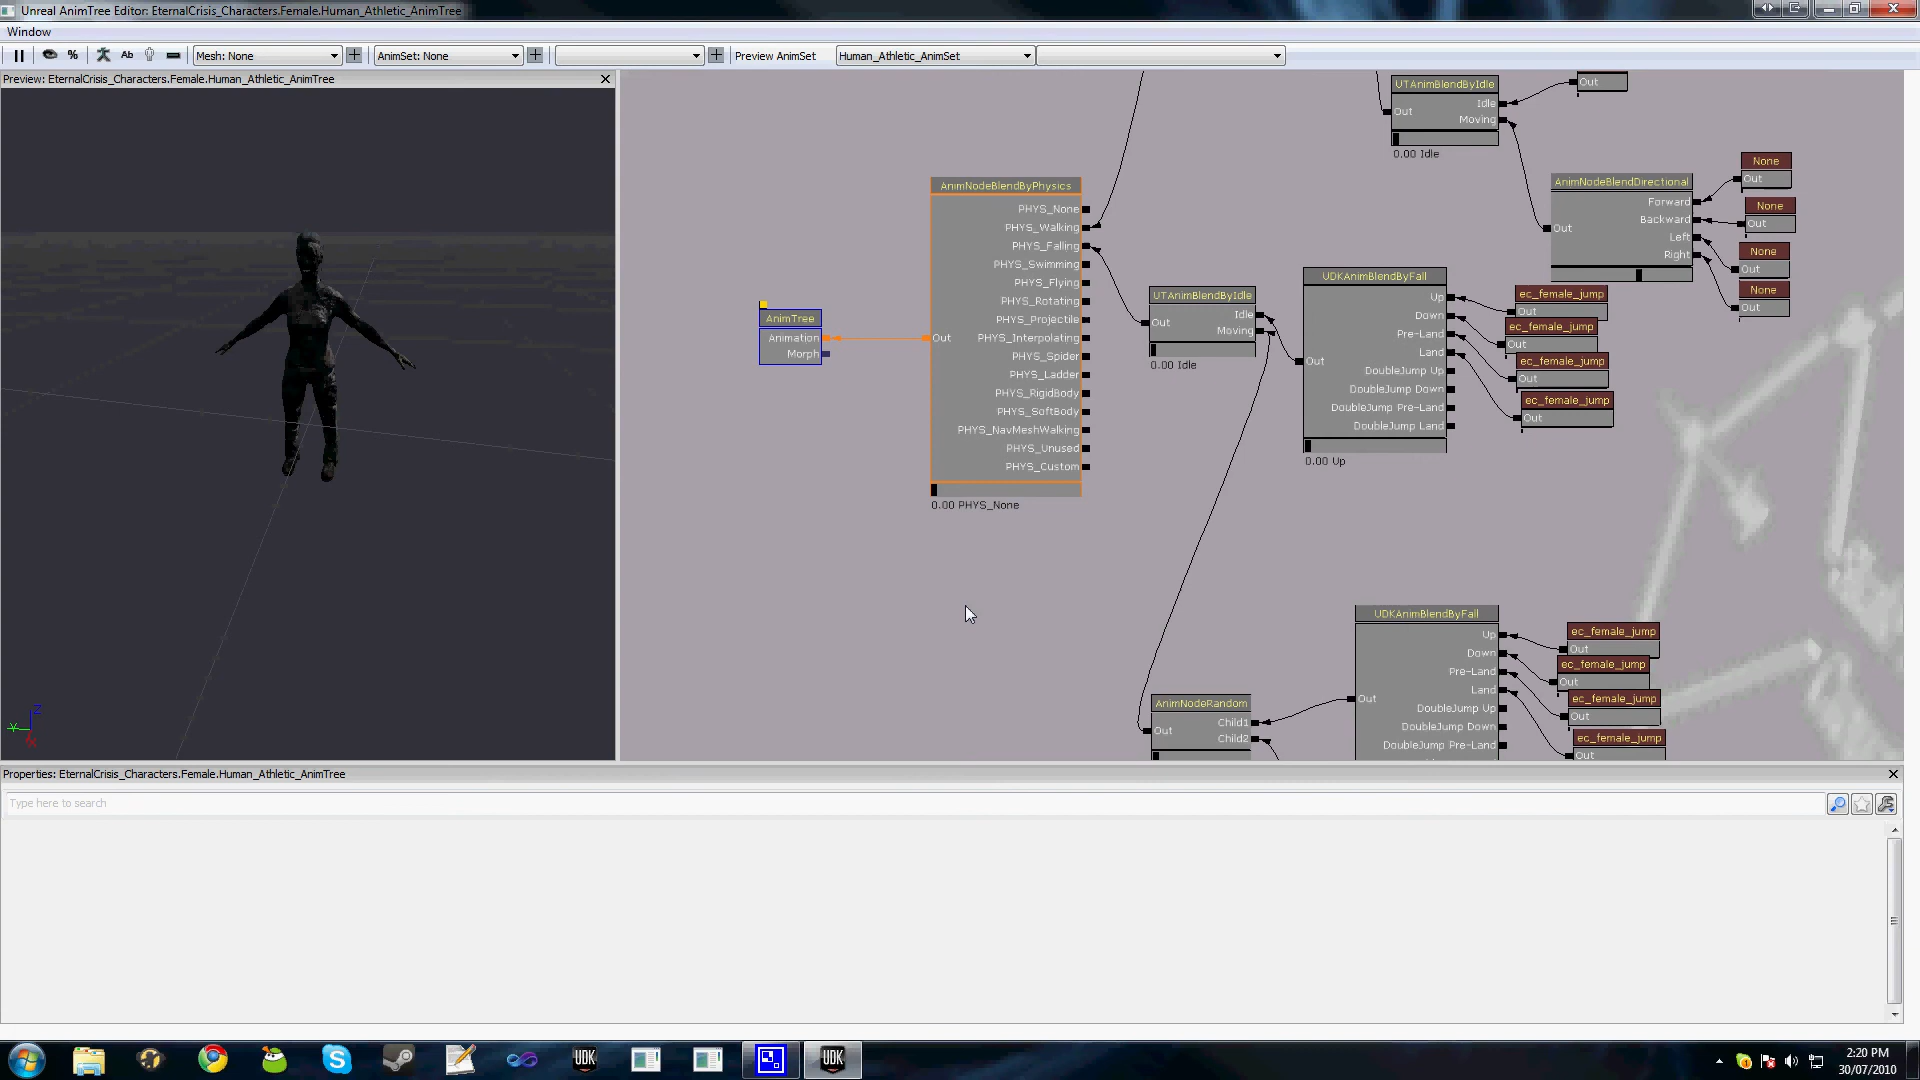 Unreal AnimTree Editor: EternalCrisis_Characters.Female.Human_Athletic_AnimTree
Window
% Ab Mesh: None AnimSet: None Preview AnimSet Human_Athletic_AnimSet
Preview: EternalCrisis_Characters.Female.Human_Athletic_AnimTree
Z
Y
X
AnimTree
Animation
Morph
AnimNodeBlendByPhysics
PHYS_None
PHYS_Walking
PHYS_Falling
PHYS_Swimming
PHYS_Flying
PHYS_Rotating
PHYS_Projectile
Out PHYS_Interpolating
PHYS_Spider
PHYS_Ladder
PHYS_RigidBody
PHYS_SoftBody
PHYS_NavMeshWalking
PHYS_Unused
PHYS_Custom
0.00 PHYS_None
UTAnimBlendByIdle
Idle
Out
Moving
0.00 Idle
Out
AnimNodeBlendDirectional
Forward
Backward
Out
Left
Right
None
Out
None
Out
None
Out
None
Out
UTAnimBlendByIdle
Idle
Out
Moving
0.00 Idle
UDKAnimBlendByFall
Up
Down
Pre-Land
Land
Out
DoubleJump Up
DoubleJump Down
DoubleJump Pre-Land
DoubleJump Land
0.00 Up
ec_female_jump
Out
ec_female_jump
Out
ec_female_jump
Out
ec_female_jump
Out
AnimNodeRandom
Child1
Out
Child2
UDKAnimBlendByFall
Up
Down
Pre-Land
Land
Out
DoubleJump Up
DoubleJump Down
DoubleJump Pre-Land
ec_female_jump
Out
ec_female_jump
Out
ec_female_jump
Out
ec_female_jump
Out
Properties: EternalCrisis_Characters.Female.Human_Athletic_AnimTree
Type here to search
UDK
UDK
2:20 PM
30/07/2010